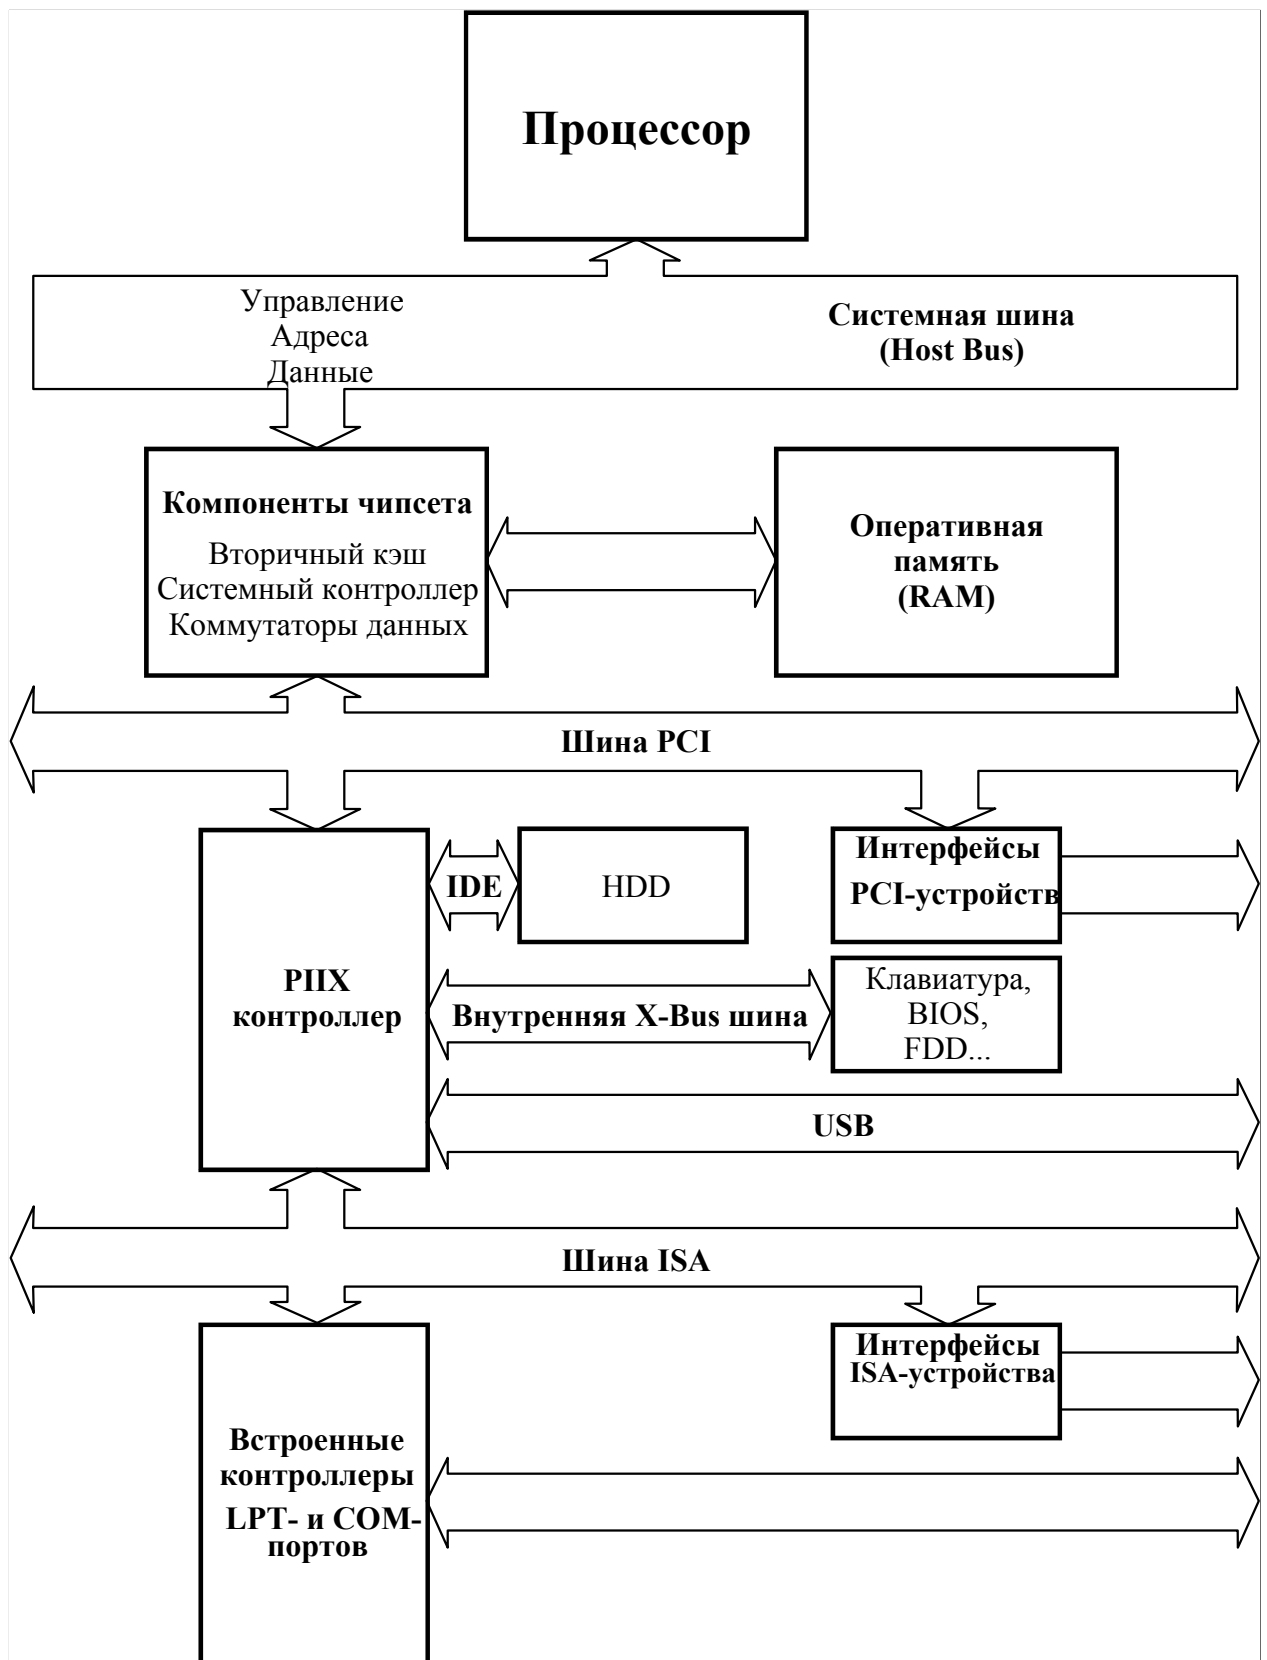 Процессор
Управление
Адреса
Данные
Системная шина
(Host Bus)
Компоненты чипсета
Вторичный кэш
Системный контроллер
Коммутаторы данных
Оперативная
память
(RAM)
Шина PCI
IDE
HDD
Интерфейсы
PCI-устройств
PIIX
контроллер
Внутренняя X-Bus шина
Клавиатура,
BIOS,
FDD...
USB
Шина ISA
Интерфейсы
ISA-устройства
Встроенные
контроллеры
LPT- и COM-
портов